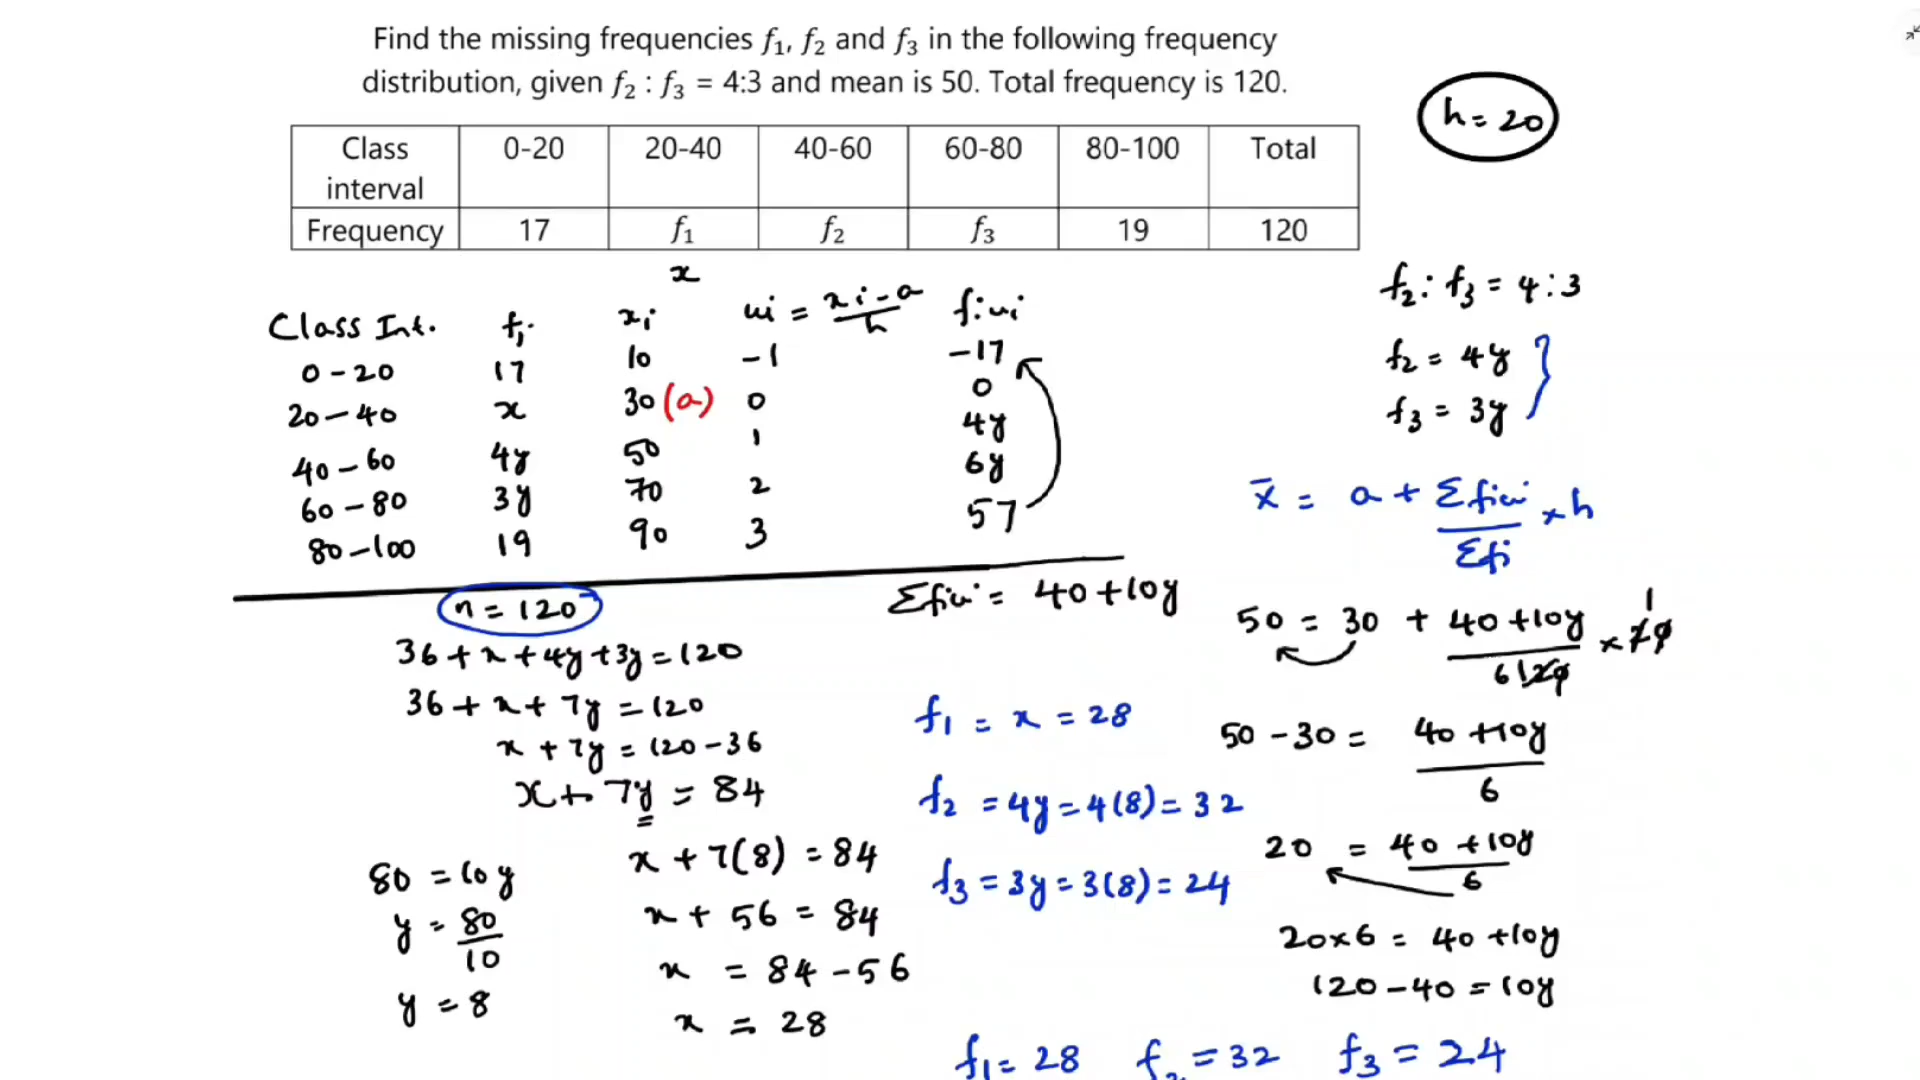 Find the missing frequencies f₁, f₂ and f₃ in the following frequency
distribution, given f₂ : f₃ = 4:3 and mean is 50. Total frequency is 120.
h = 20
Class interval 0-20 20-40 40-60 60-80 80-100 Total
Frequency 17 f₁ f₂ f₃ 19 120
x
Class Int. fi xi ui = (xi - a)/h fiui
0 - 20 17 10 -1 -17
20 - 40 x 30 (a) 0 0
40 - 60 4y 50 1 4y
60 - 80 3y 70 2 6y
80 - 100 19 90 3 57
n = 120 Σfiui = 40 + 10y
36 + x + 4y + 3y = 120
36 + x + 7y = 120
x + 7y = 120 - 36
x + 7y = 84
80 = 10y
y = 80/10
y = 8
x + 7(8) = 84
x + 56 = 84
x = 84 - 56
x = 28
f₁ = x = 28
f₂ = 4y = 4(8) = 32
f₃ = 3y = 3(8) = 24
f₂ : f₃ = 4 : 3
f₂ = 4y
f₃ = 3y
x̄ = a + Σfiui/Σfi × h
50 = 30 + (40 + 10y)/120 × 20
6 1
50 - 30 = (40 + 10y)/6
20 = (40 + 10y)/6
20 × 6 = 40 + 10y
120 - 40 = 10y
f₁ = 28 f₂ = 32 f₃ = 24